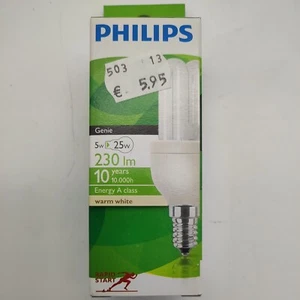 PHILIPS
503 13
€. 5.95
Genie
5w 25w
230 lm
10 years
10.000h
Energy A class
warm white
RAPID
START